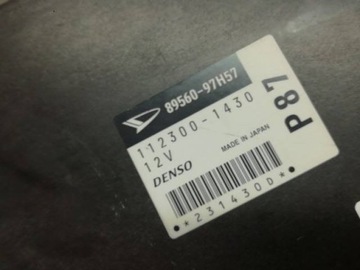 89560-97H57
112300-1430
12V
MADE IN JAPAN
DENSO
P87
*231430D*